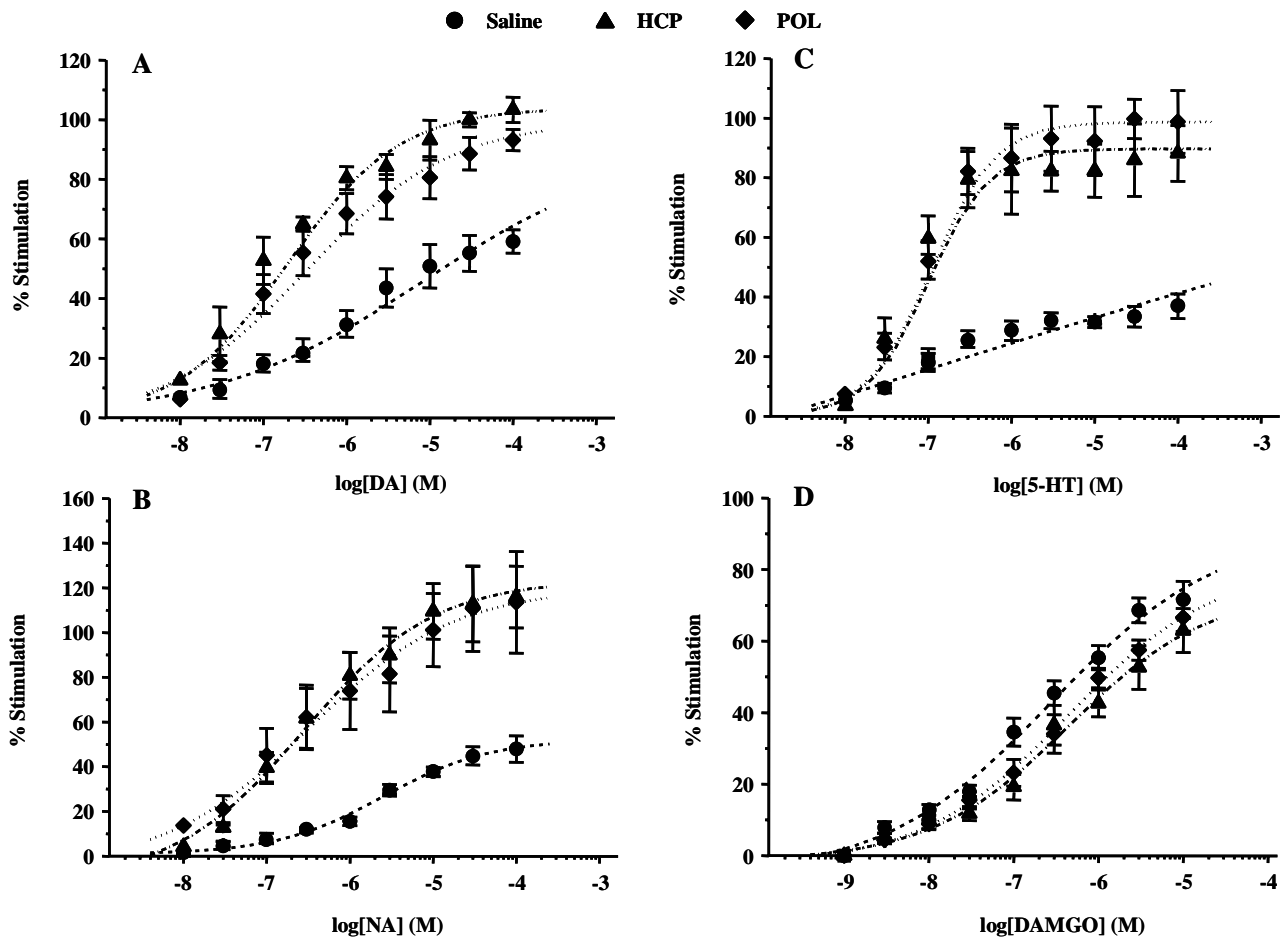 Saline HCP POL
A
120
100
80
60
40
20
0
% Stimulation
-8 -7 -6 -5 -4 -3
log[DA] (M)
C
120
100
80
60
40
20
0
% Stimulation
-8 -7 -6 -5 -4 -3
log[5-HT] (M)
B
160
140
120
100
80
60
40
20
0
% Stimulation
-8 -7 -6 -5 -4 -3
log[NA] (M)
D
100
80
60
40
20
0
% Stimulation
-9 -8 -7 -6 -5 -4
log[DAMGO] (M)